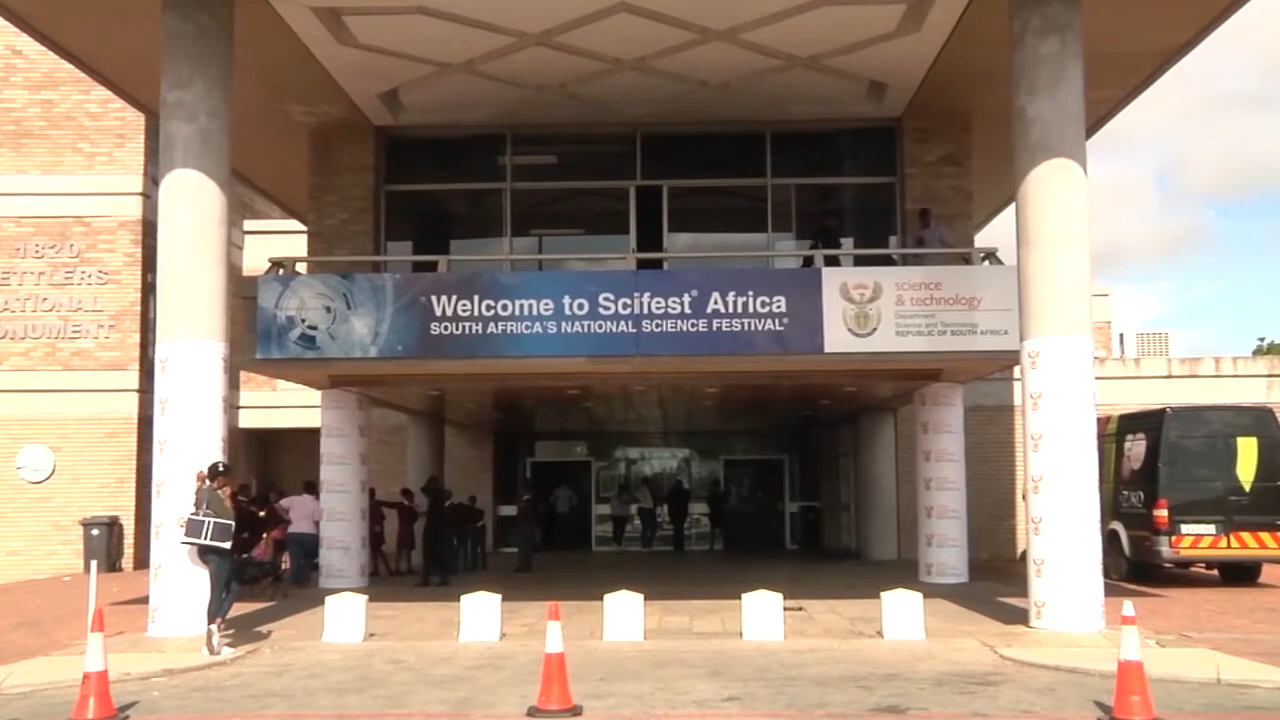 1820
ETTLERS
NATIONAL
ONUMENT
Welcome to Scifest® Africa
SOUTH AFRICA'S NATIONAL SCIENCE FESTIVAL®
science
& technology
Department:
Science and Technology
REPUBLIC OF SOUTH AFRICA